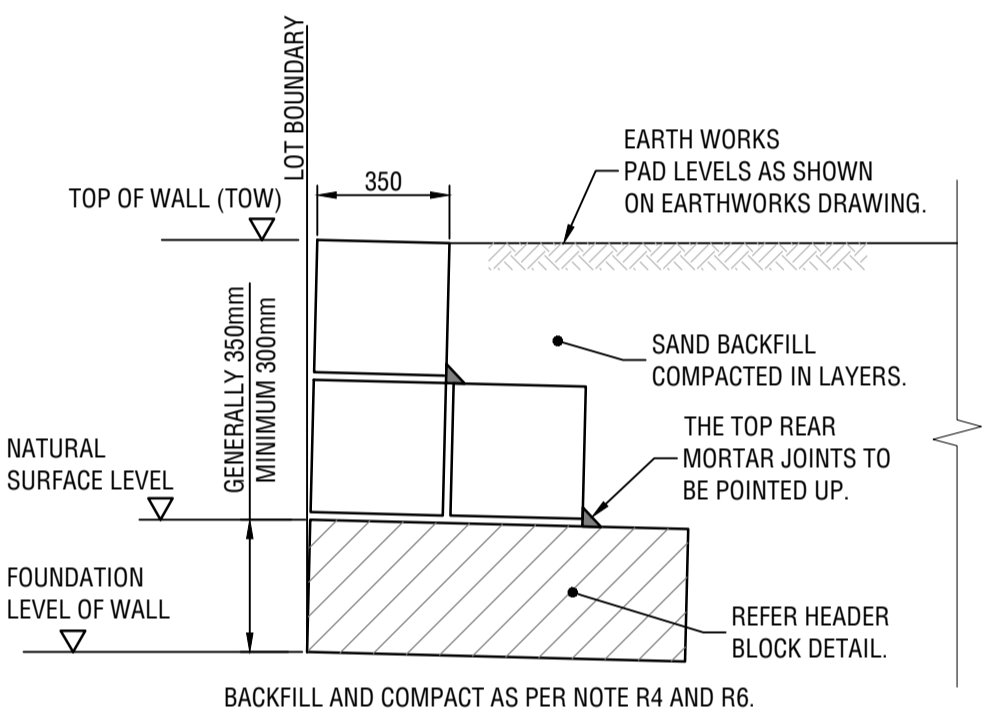 LOT BOUNDARY
EARTH WORKS
PAD LEVELS AS SHOWN
ON EARTHWORKS DRAWING.
350
TOP OF WALL (TOW)
GENERALLY 350mm
MINIMUM 300mm
SAND BACKFILL
COMPACTED IN LAYERS.
THE TOP REAR
MORTAR JOINTS TO
BE POINTED UP.
NATURAL
SURFACE LEVEL
FOUNDATION
LEVEL OF WALL
REFER HEADER
BLOCK DETAIL.
BACKFILL AND COMPACT AS PER NOTE R4 AND R6.